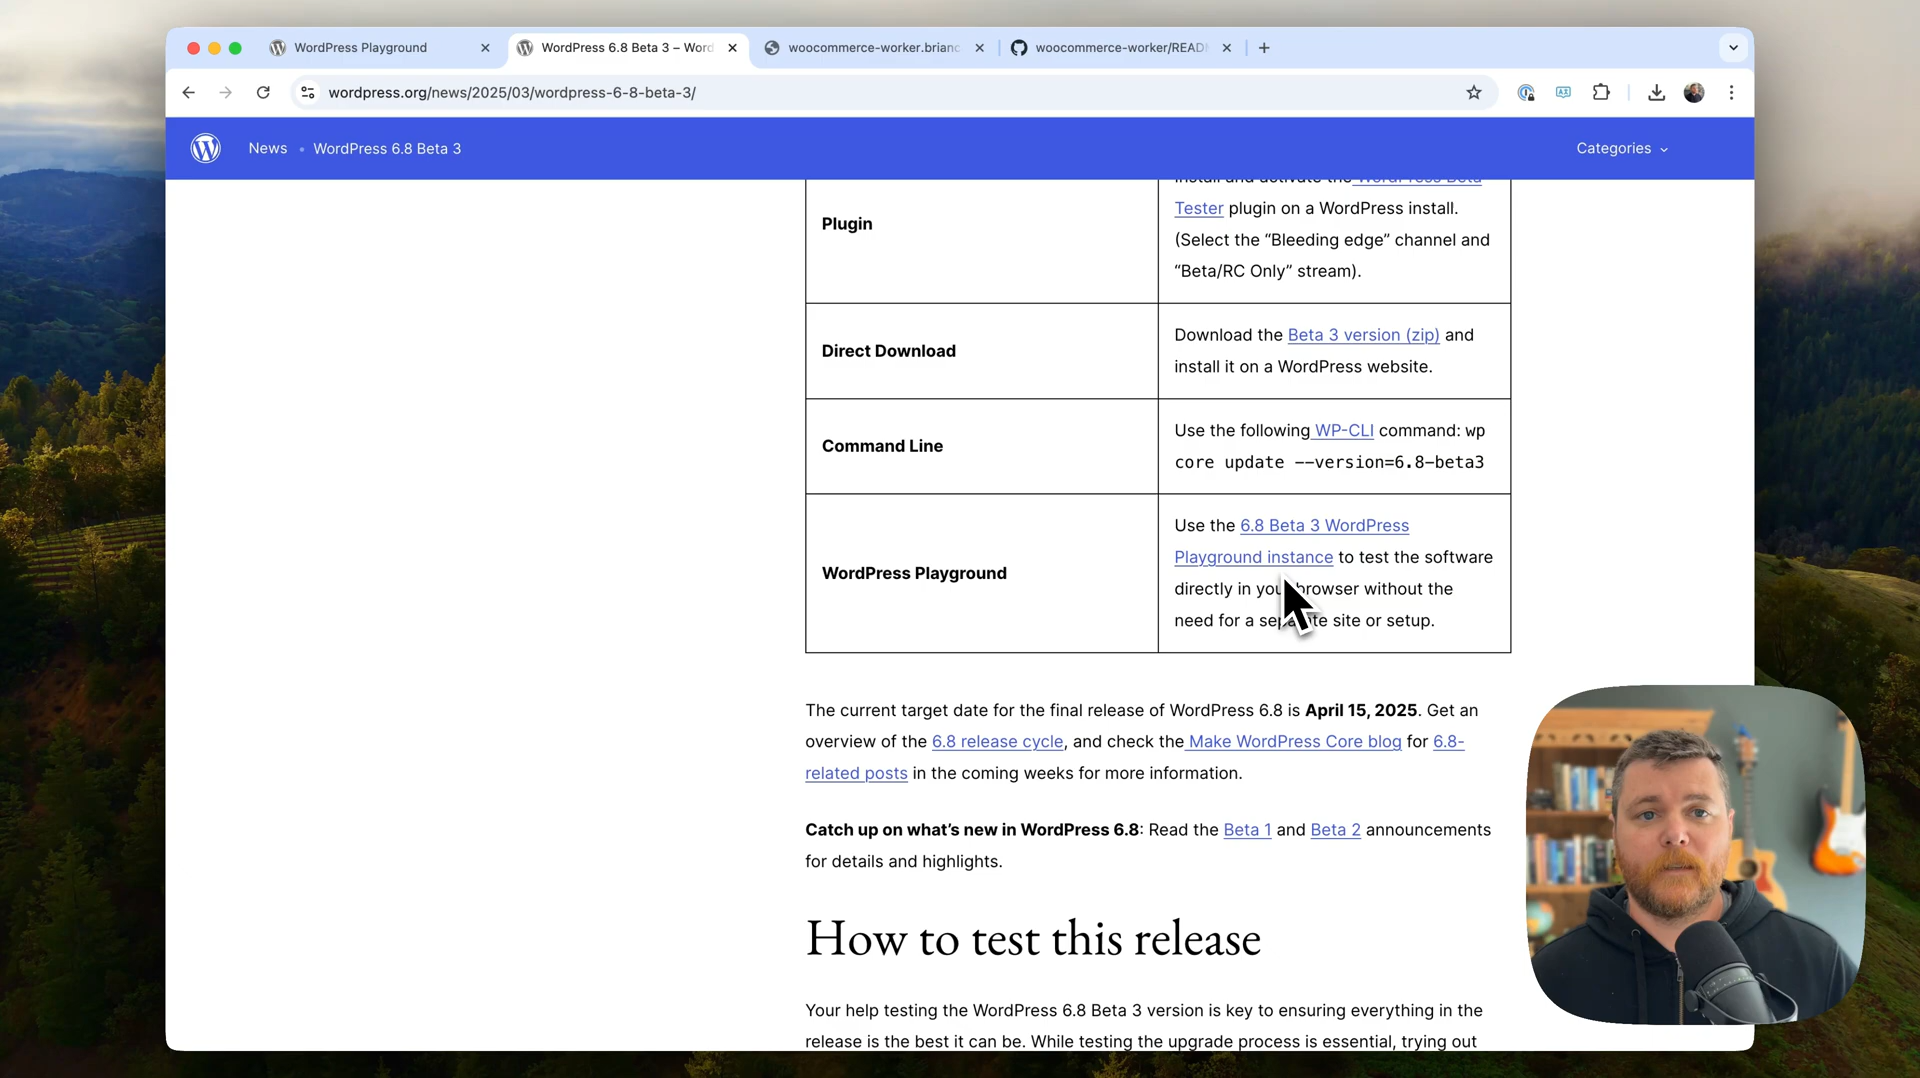 WordPress Playground
WordPress 6.8 Beta 3 – Word
woocommerce-worker.brianc
woocommerce-worker/READ
wordpress.org/news/2025/03/wordpress-6-8-beta-3/
News • WordPress 6.8 Beta 3
Categories
Plugin
install and activate the WordPress Beta
Tester plugin on a WordPress install.
(Select the “Bleeding edge” channel and
“Beta/RC Only” stream).
Direct Download
Download the Beta 3 version (zip) and
install it on a WordPress website.
Command Line
Use the following WP-CLI command: wp
core update --version=6.8-beta3
WordPress Playground
Use the 6.8 Beta 3 WordPress
Playground instance to test the software
directly in your browser without the
need for a separate site or setup.
The current target date for the final release of WordPress 6.8 is April 15, 2025. Get an
overview of the 6.8 release cycle, and check the Make WordPress Core blog for 6.8-
related posts in the coming weeks for more information.
Catch up on what’s new in WordPress 6.8: Read the Beta 1 and Beta 2 announcements
for details and highlights.
How to test this release
Your help testing the WordPress 6.8 Beta 3 version is key to ensuring everything in the
release is the best it can be. While testing the upgrade process is essential, trying out